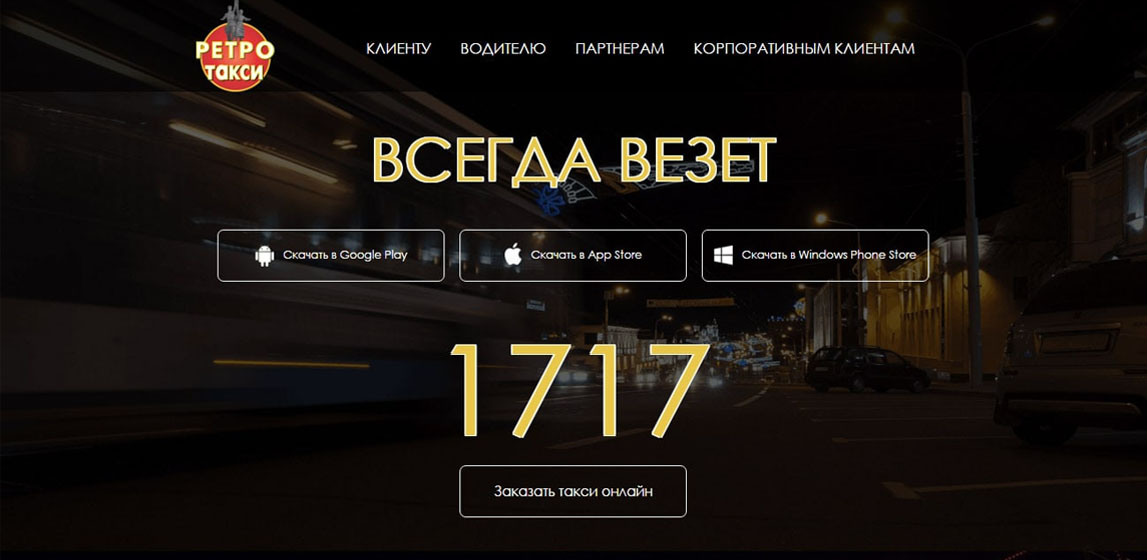 РЕТРО
такси
КЛИЕНТУ ВОДИТЕЛЮ ПАРТНЕРАМ КОРПОРАТИВНЫМ КЛИЕНТАМ
ВСЕГДА ВЕЗЕТ
Скачать в Google Play
Скачать в App Store
Скачать в Windows Phone Store
1717
Заказать такси онлайн